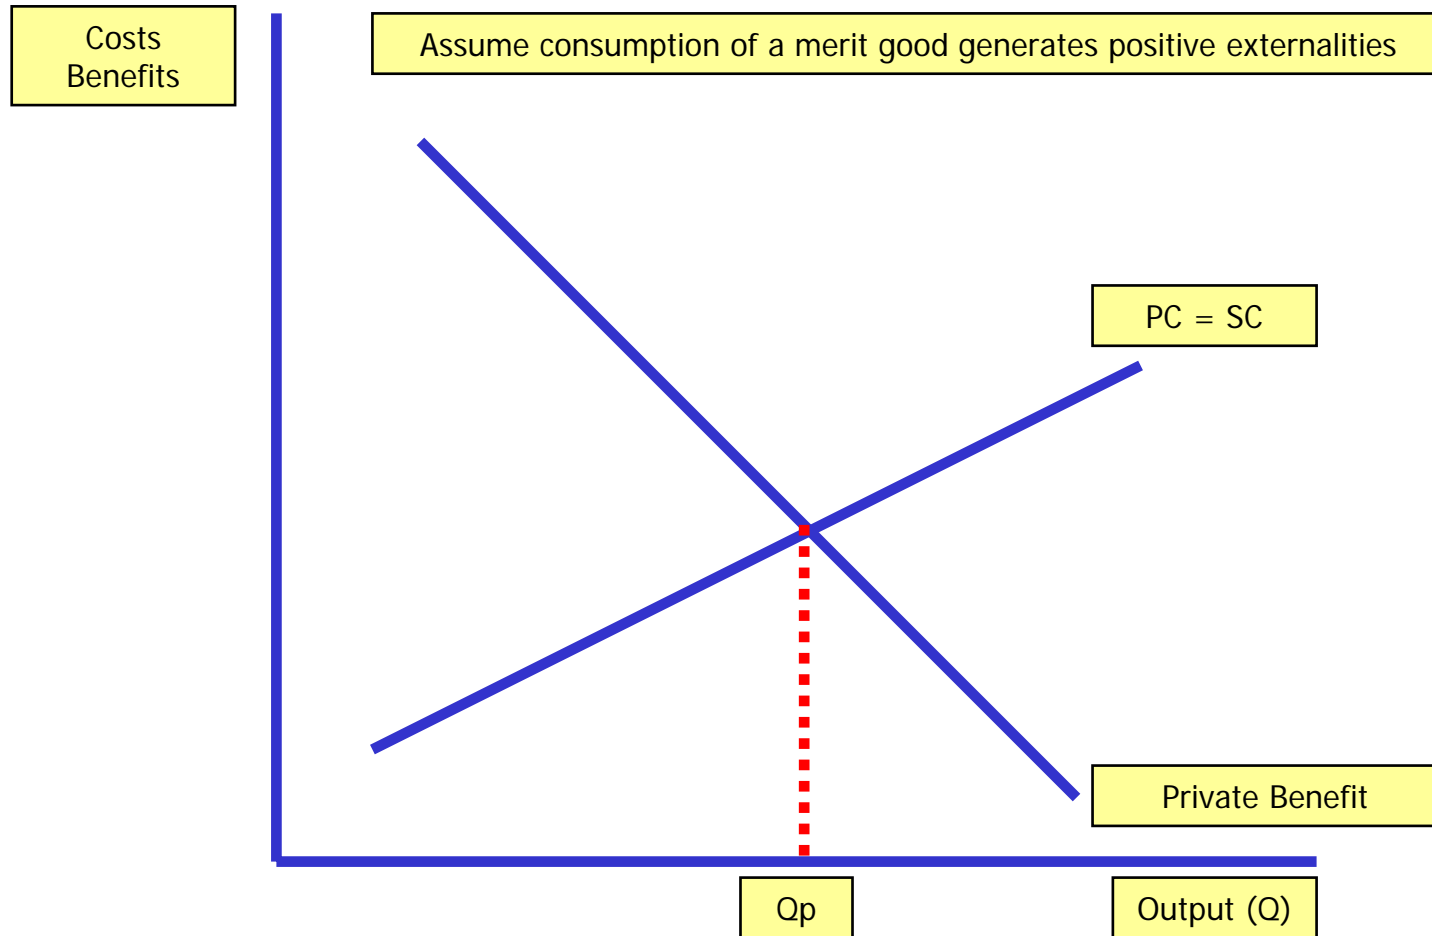 Costs
Benefits
Assume consumption of a merit good generates positive externalities
PC = SC
Private Benefit
Qp
Output (Q)